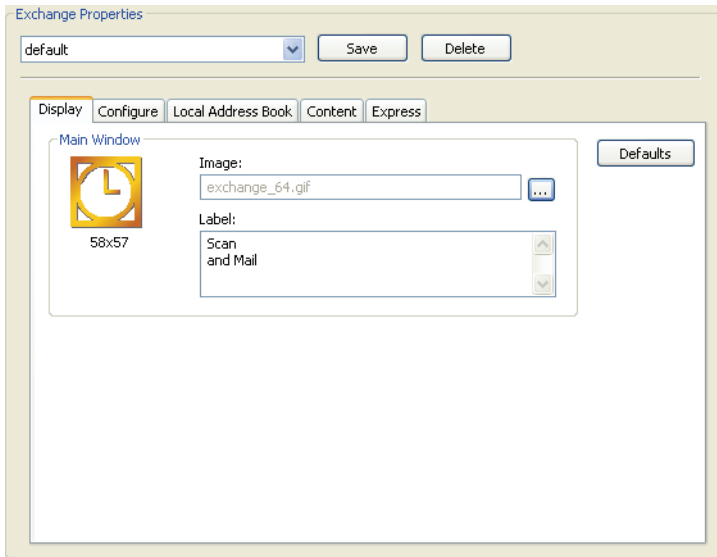 Exchange Properties
default Save Delete
Display Configure Local Address Book Content Express
Main Window
Defaults
Image:
exchange_64.gif ...
58x57
Label:
Scan
and Mail